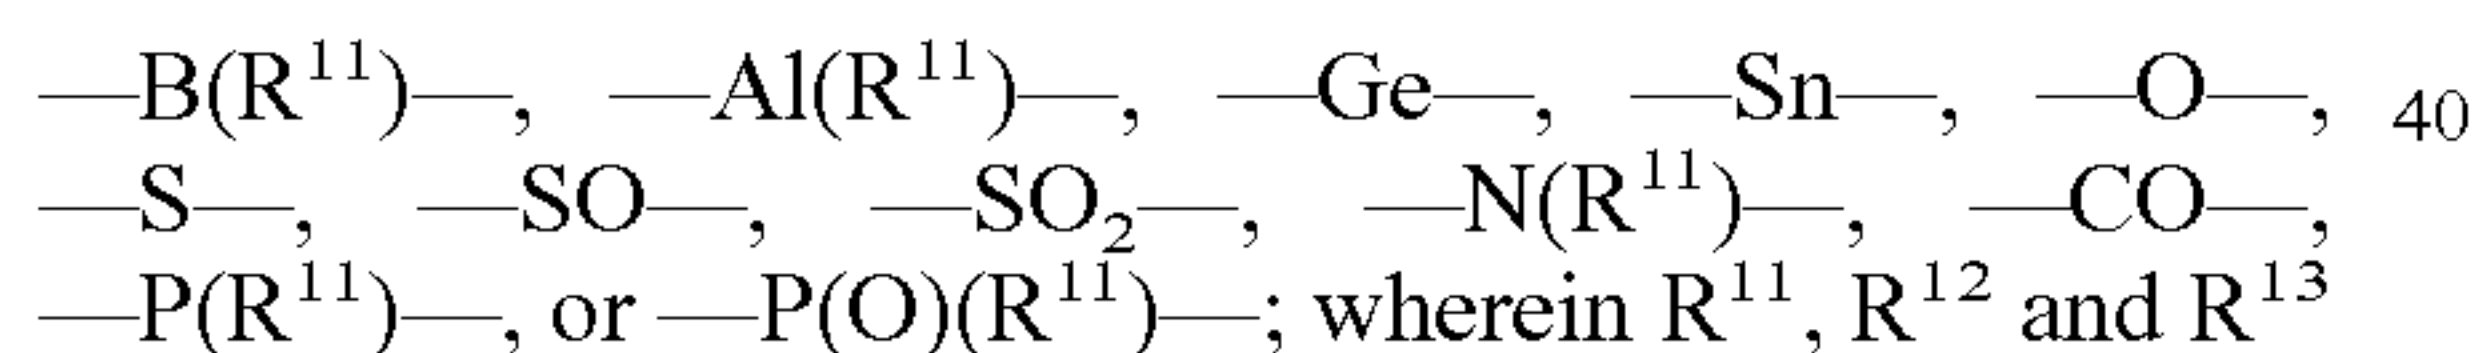 —B(R¹¹)—, —Al(R¹¹)—, —Ge—, —Sn—, —O—, 40
—S—, —SO—, —SO₂—, —N(R¹¹)—, —CO—,
—P(R¹¹)—, or —P(O)(R¹¹)—; wherein R¹¹, R¹² and R¹³